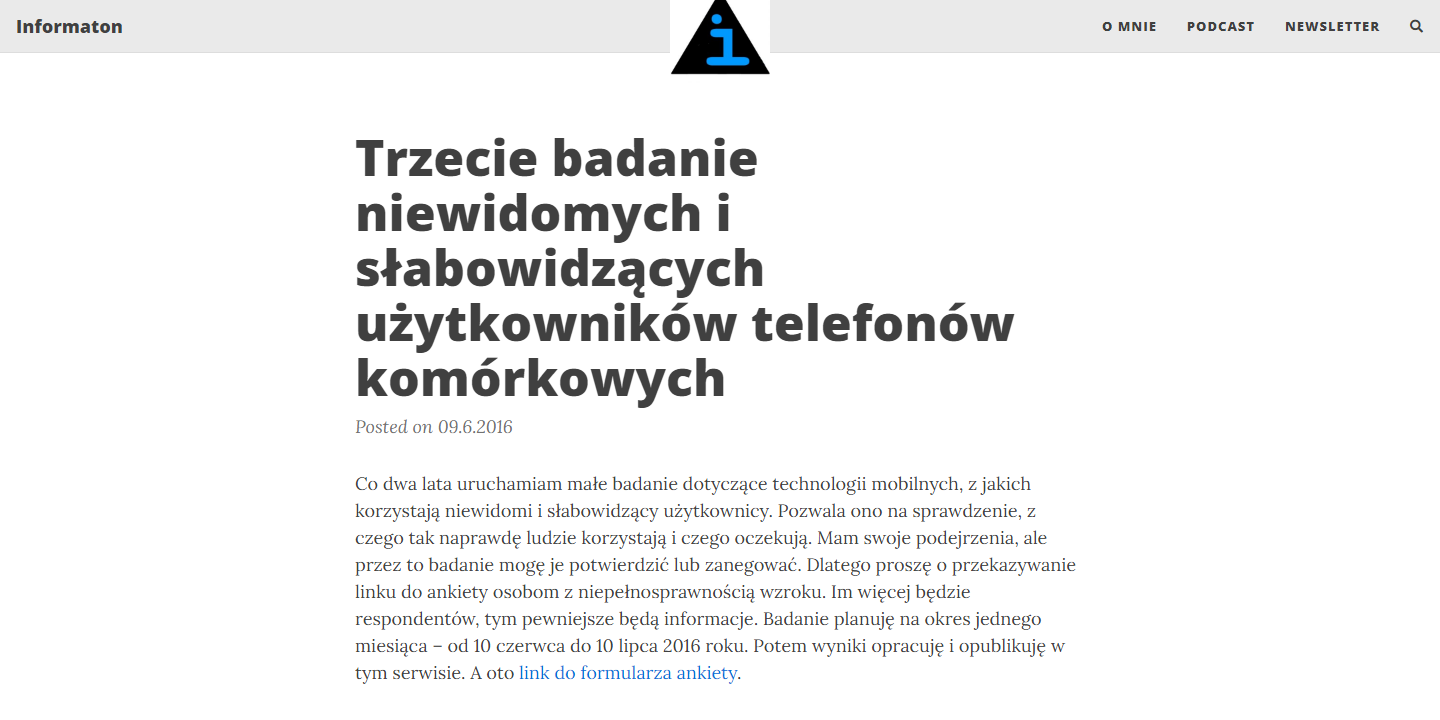 Informaton
i
O MNIE
PODCAST
NEWSLETTER
Trzecie badanie
niewidomych i
słabowidzących
użytkowników telefonów
komórkowych
Posted on 09.6.2016
Co dwa lata uruchamiam małe badanie dotyczące technologii mobilnych, z jakich
korzystają niewidomi i słabowidzący użytkownicy. Pozwala ono na sprawdzenie, z
czego tak naprawdę ludzie korzystają i czego oczekują. Mam swoje podejrzenia, ale
przez to badanie mogę je potwierdzić lub zanegować. Dlatego proszę o przekazywanie
linku do ankiety osobom z niepełnosprawnością wzroku. Im więcej będzie
respondentów, tym pewniejsze będą informacje. Badanie planuję na okres jednego
miesiąca – od 10 czerwca do 10 lipca 2016 roku. Potem wyniki opracuję i opublikuję w
tym serwisie. A oto link do formularza ankiety.